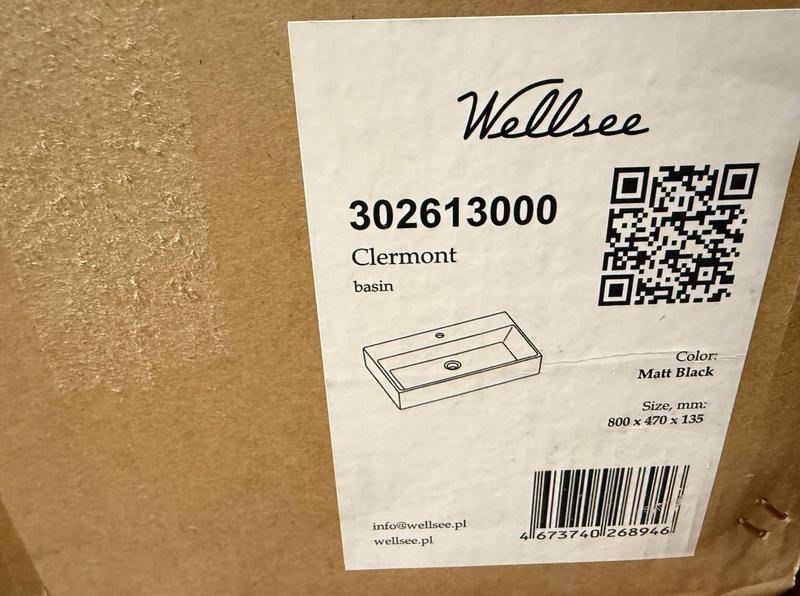 Wellsee
302613000
Clermont
basin
Color:
Matt Black
Size, mm:
800 x 470 x 135
info@wellsee.pl
wellsee.pl
4 673740 268946